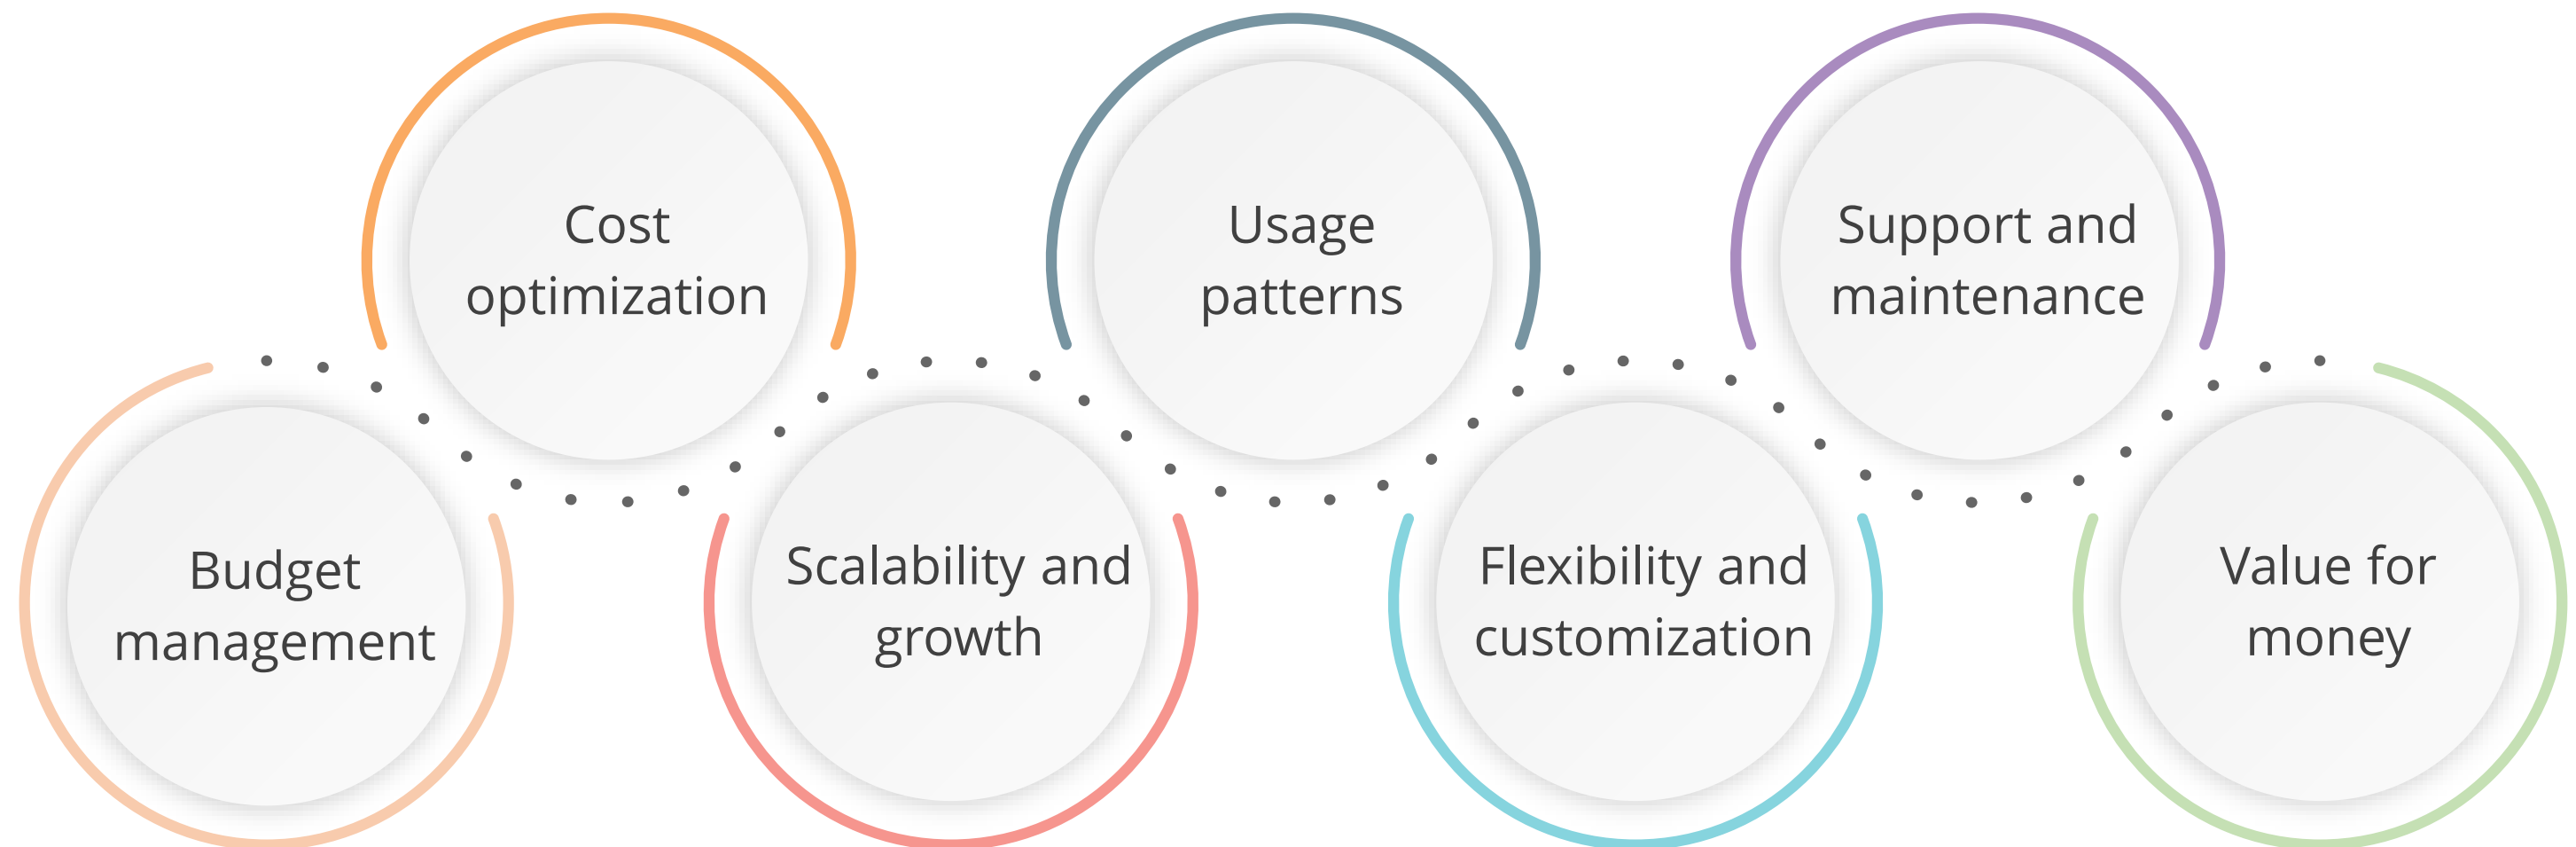 Budget
management
Cost
optimization
Scalability and
growth
Usage
patterns
Flexibility and
customization
Support and
maintenance
Value for
money